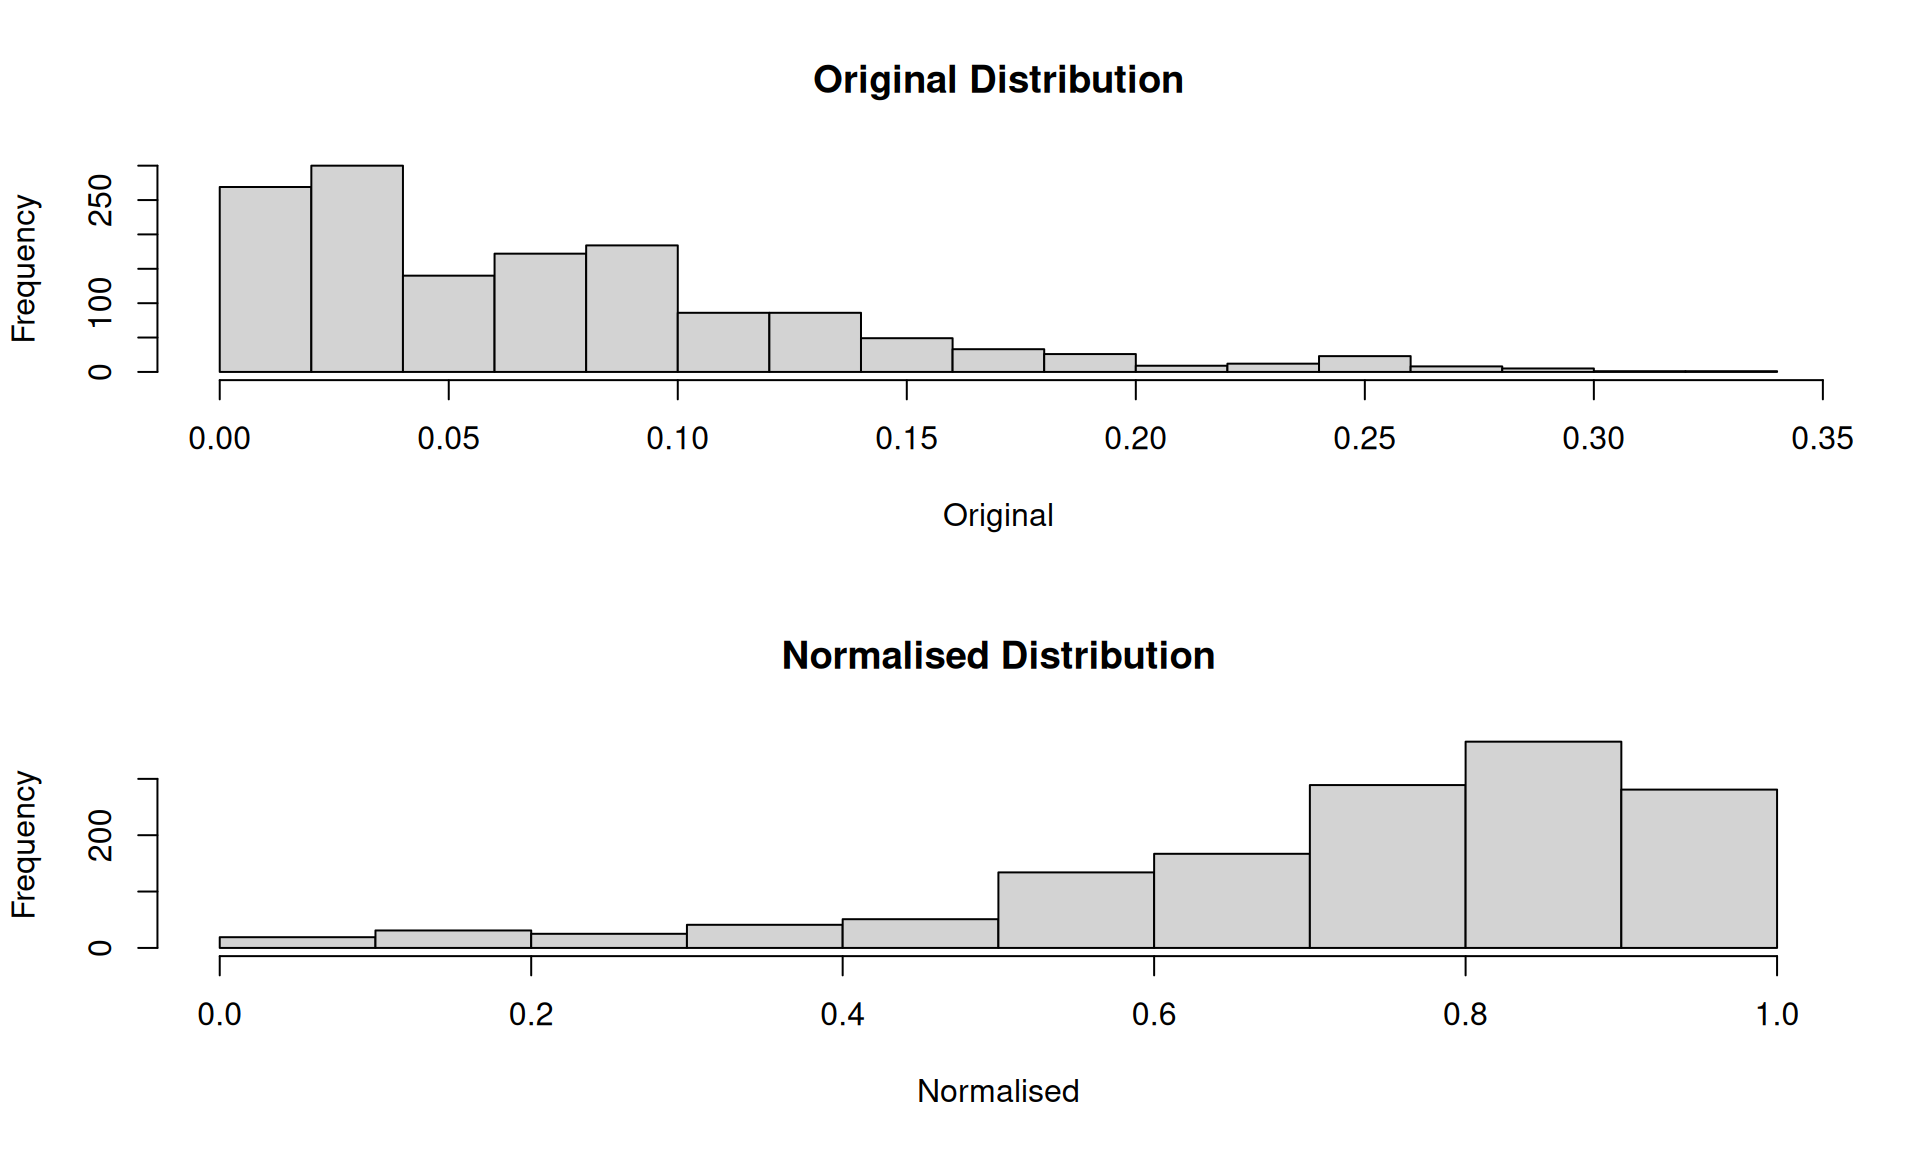 Original Distribution
Frequency
250
100
0
0.00 0.05 0.10 0.15 0.20 0.25 0.30 0.35
Original
Normalised Distribution
Frequency
200
0
0.0 0.2 0.4 0.6 0.8 1.0
Normalised